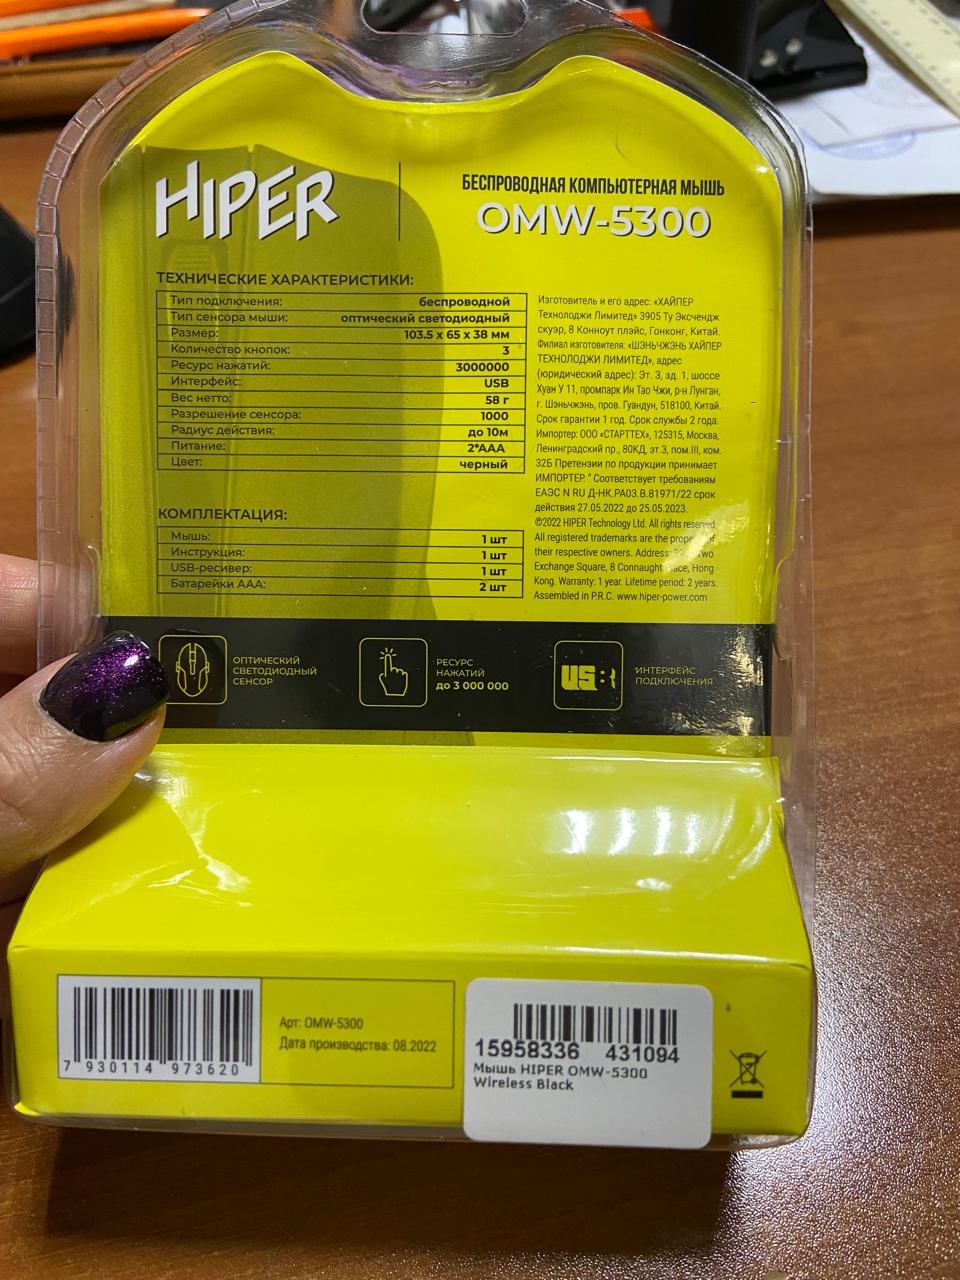 HIPER
БЕСПРОВОДНАЯ КОМПЬЮТЕРНАЯ МЫШЬ
OMW-5300
ТЕХНИЧЕСКИЕ ХАРАКТЕРИСТИКИ:
Тип подключения: беспроводной
Тип сенсора мыши: оптический светодиодный
Размер: 103.5 x 65 x 38 мм
Количество кнопок: 3
Ресурс нажатий: 3000000
Интерфейс: USB
Вес нетто: 58 г
Разрешение сенсора: 1000
Радиус действия: до 10м
Питание: 2*AAA
Цвет: черный
КОМПЛЕКТАЦИЯ:
Мышь: 1 шт
Инструкция: 1 шт
USB-ресивер: 1 шт
Батарейки ААА: 2 шт
Изготовитель и его адрес: «ХАЙПЕР
Технолоджи Лимитед» 3905 Ту Эксчендж
скуэр, 8 Конноут плэйс, Гонконг, Китай.
Филиал изготовителя: «ШЭНЬЧЖЭНЬ ХАЙПЕР
ТЕХНОЛОДЖИ ЛИМИТЕД», адрес
(юридический адрес): Эт. 3, зд. 1, шоссе
Хуан У 11, промпарк Ин Тао Чжи, р-н Лунган,
г. Шэньчжэнь, пров. Гуандун, 518100, Китай.
Срок гарантии 1 год. Срок службы 2 года.
Импортер: ООО «СТАРТТЕХ», 125315, Москва,
Ленинградский пр., 80КД, эт.3, пом.III, ком.
32Б Претензии по продукции принимает
ИМПОРТЕР. " Соответствует требованиям
ЕАЭС N RU Д-HK.PA03.B.81971/22 срок
действия 27.05.2022 до 25.05.2023.
©2022 HIPER Technology Ltd. All rights reserved.
All registered trademarks are the property of
their respective owners. Address: Two
Exchange Square, 8 Connaught Place, Hong
Kong. Warranty: 1 year. Lifetime period: 2 years.
Assembled in P.R.C. www.hiper-power.com
ОПТИЧЕСКИЙ
СВЕТОДИОДНЫЙ
СЕНСОР
РЕСУРС
НАЖАТИЙ
до 3 000 000
USB
ИНТЕРФЕЙС
ПОДКЛЮЧЕНИЯ
7 930114 973620
Арт: OMW-5300
Дата производства: 08.2022
15958336 431094
Мышь HIPER OMW-5300
Wireless Black